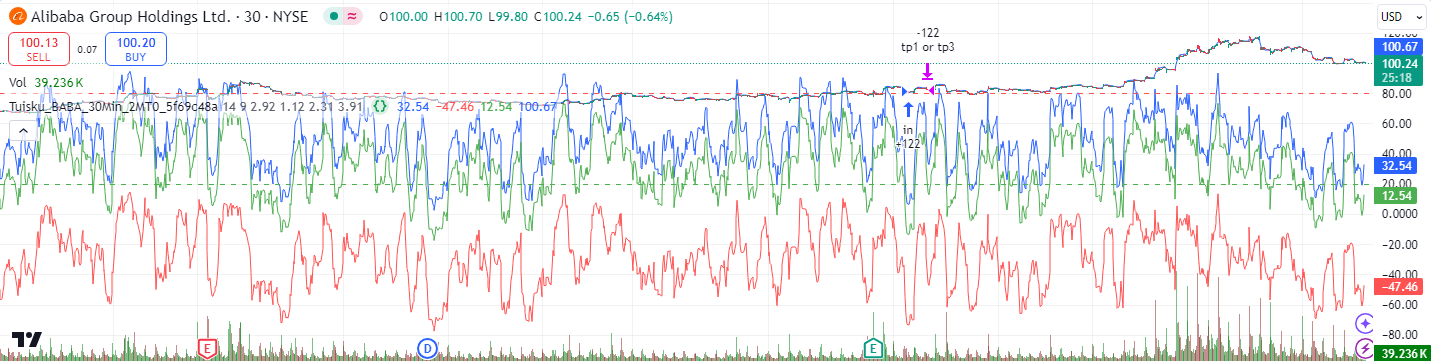 Alibaba Group Holdings Ltd. · 30 · NYSE O100.00 H100.70 L99.80 C100.24 −0.65 (−0.64%)
USD
100.13
SELL
0.07
100.20
BUY
Vol 39.236 K
Tuisku_BABA_30Min_2MT0_5f69c48a 14 9 2.92 1.12 2.31 3.91 {} 32.54 −47.46 12.54 100.67
-122
tp1 or tp3
in
+122
120.00
100.67
100.24
25:18
80.00
60.00
40.00
32.54
20.00
12.54
0.0000
−20.00
−40.00
−47.46
−60.00
−80.00
39.236 K
E
D
E